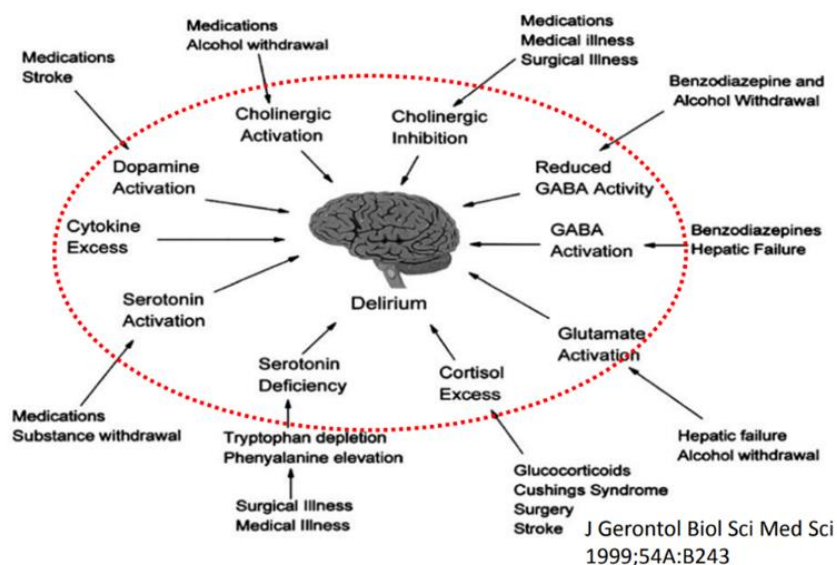 Medications
Alcohol withdrawal
Medications
Medical illness
Surgical Illness
Medications
Stroke
Benzodiazepine and
Alcohol Withdrawal
Cholinergic
Activation
Cholinergic
Inhibition
Dopamine
Activation
Reduced
GABA Activity
Cytokine
Excess
GABA
Activation
Benzodiazepines
Hepatic Failure
Serotonin
Activation
Delirium
Glutamate
Activation
Serotonin
Deficiency
Cortisol
Excess
Medications
Substance withdrawal
Tryptophan depletion
Phenyalanine elevation
Hepatic failure
Alcohol withdrawal
Surgical Illness
Medical Illness
Glucocorticoids
Cushings Syndrome
Surgery
Stroke
J Gerontol Biol Sci Med Sci
1999;54A:B243